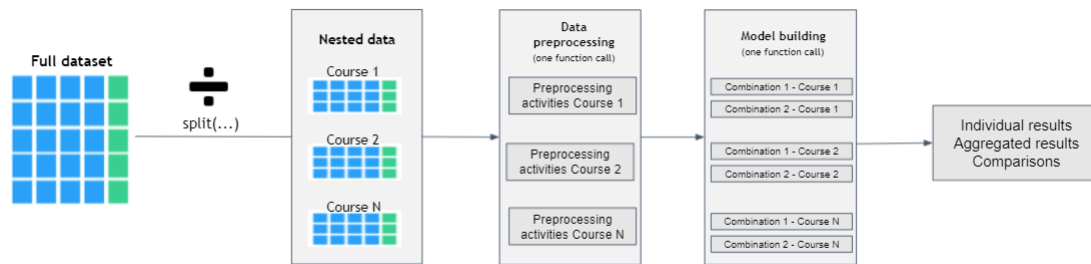 Full dataset
split(...)
Nested data
Course 1
Course 2
Course N
Data
preprocessing
(one function call)
Preprocessing
activities Course 1
Preprocessing
activities Course 2
Preprocessing
activities Course N
Model building
(one function call)
Combination 1 - Course 1
Combination 2 - Course 1
Combination 1 - Course 2
Combination 2 - Course 2
Combination 1 - Course N
Combination 2 - Course N
Individual results
Aggregated results
Comparisons